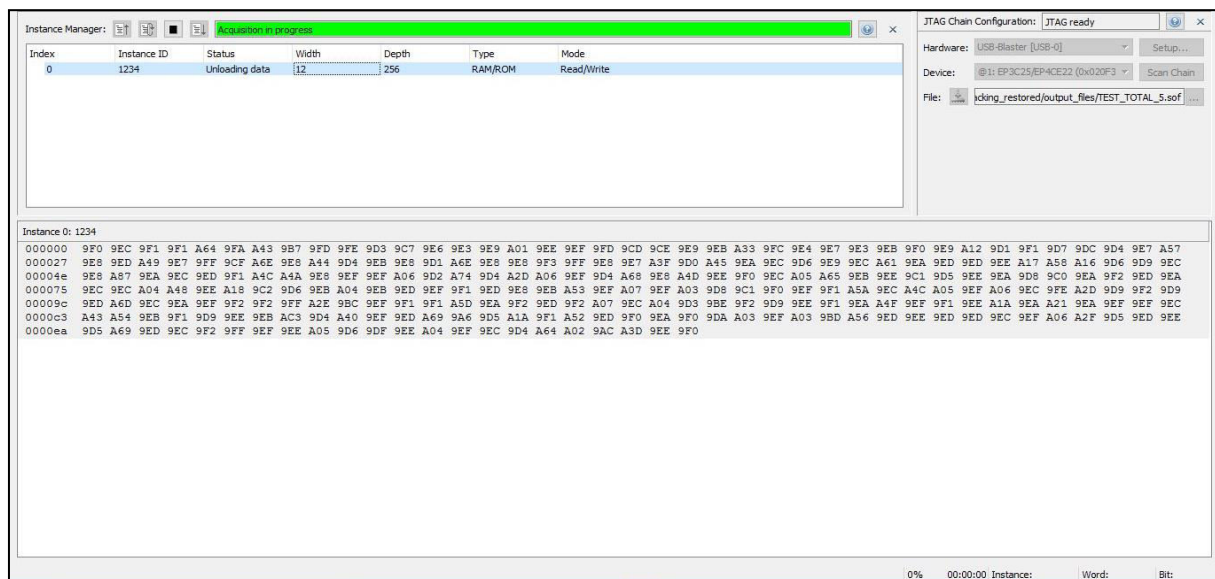 Instance Manager: Acquisition in progress
JTAG Chain Configuration: JTAG ready
Hardware: USB-Blaster [USB-0] Setup...
Device: @1: EP3C25/EP4CE22 (0x020F3 Scan Chain
File: acking_restored/output_files/TEST_TOTAL_5.sof ...
Index Instance ID Status Width Depth Type Mode
0 1234 Unloading data 12 256 RAM/ROM Read/Write
Instance 0: 1234
000000 9F0 9EC 9F1 9F1 A64 9FA A43 9B7 9FD 9FE 9D3 9C7 9E6 9E3 9E9 A01 9EE 9EF 9FD 9CD 9CE 9E9 9EB A33 9FC 9E4 9E7 9E3 9EB 9F0 9E9 A12 9D1 9F1 9D7 9DC 9D4 9E7 A57
000027 9E8 9ED A49 9E7 9FF 9CF A6E 9E8 A44 9D4 9EB 9E8 9D1 A6E 9E8 9E8 9F3 9FF 9E8 9E7 A3F 9D0 A45 9EA 9EC 9D6 9E9 9EC A61 9EA 9ED 9ED 9EE A17 A58 A16 9D6 9D9 9EC
00004e 9E8 A87 9EA 9EC 9ED 9F1 A4C A4A 9E8 9EF 9EF A06 9D2 A74 9D4 A2D A06 9EF 9D4 A68 9E8 A4D 9EE 9F0 9EC A05 A65 9EB 9EE 9C1 9D5 9EE 9EA 9D8 9C0 9EA 9F2 9ED 9EA
000075 9EC 9EC A04 A48 9EE A18 9C2 9D6 9EB A04 9EB 9ED 9EF 9F1 9ED 9E8 9EB A53 9EF A07 9EF A03 9D8 9C1 9F0 9EF 9F1 A5A 9EC A4C A05 9EF A06 9EC 9FE A2D 9D9 9F2 9D9
00009c 9ED A6D 9EC 9EA 9EF 9F2 9F2 9FF A2E 9BC 9EF 9F1 9F1 A5D 9EA 9F2 9ED 9F2 A07 9EC A04 9D3 9BE 9F2 9D9 9EE 9F1 9EA A4F 9EF 9F1 9EE A1A 9EA A21 9EA 9EF 9EF 9EC
0000c3 A43 A54 9EB 9F1 9D9 9EE 9EB AC3 9D4 A40 9EF 9ED A69 9A6 9D5 A1A 9F1 A52 9ED 9F0 9EA 9F0 9DA A03 9EF A03 9BD A56 9ED 9EE 9ED 9ED 9EC 9EF A06 A2F 9D5 9ED 9EE
0000ea 9D5 A69 9ED 9EC 9F2 9FF 9EF 9EE A05 9D6 9DF 9EE A04 9EF 9EC 9D4 A64 A02 9AC A3D 9EE 9F0
0% 00:00:00 Instance: Word: Bit: